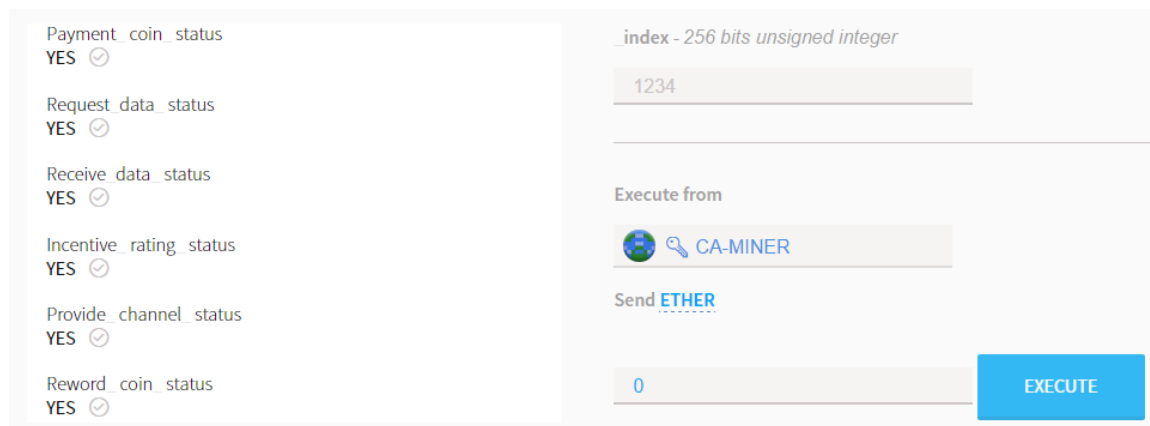 Payment_ coin_ status
YES
Request_data_ status
YES
Receive_data_ status
YES
Incentive_ rating_ status
YES
Provide_ channel_ status
YES
Reword_ coin_ status
YES
_index - 256 bits unsigned integer
1234
Execute from
CA-MINER
Send ETHER
0
EXECUTE